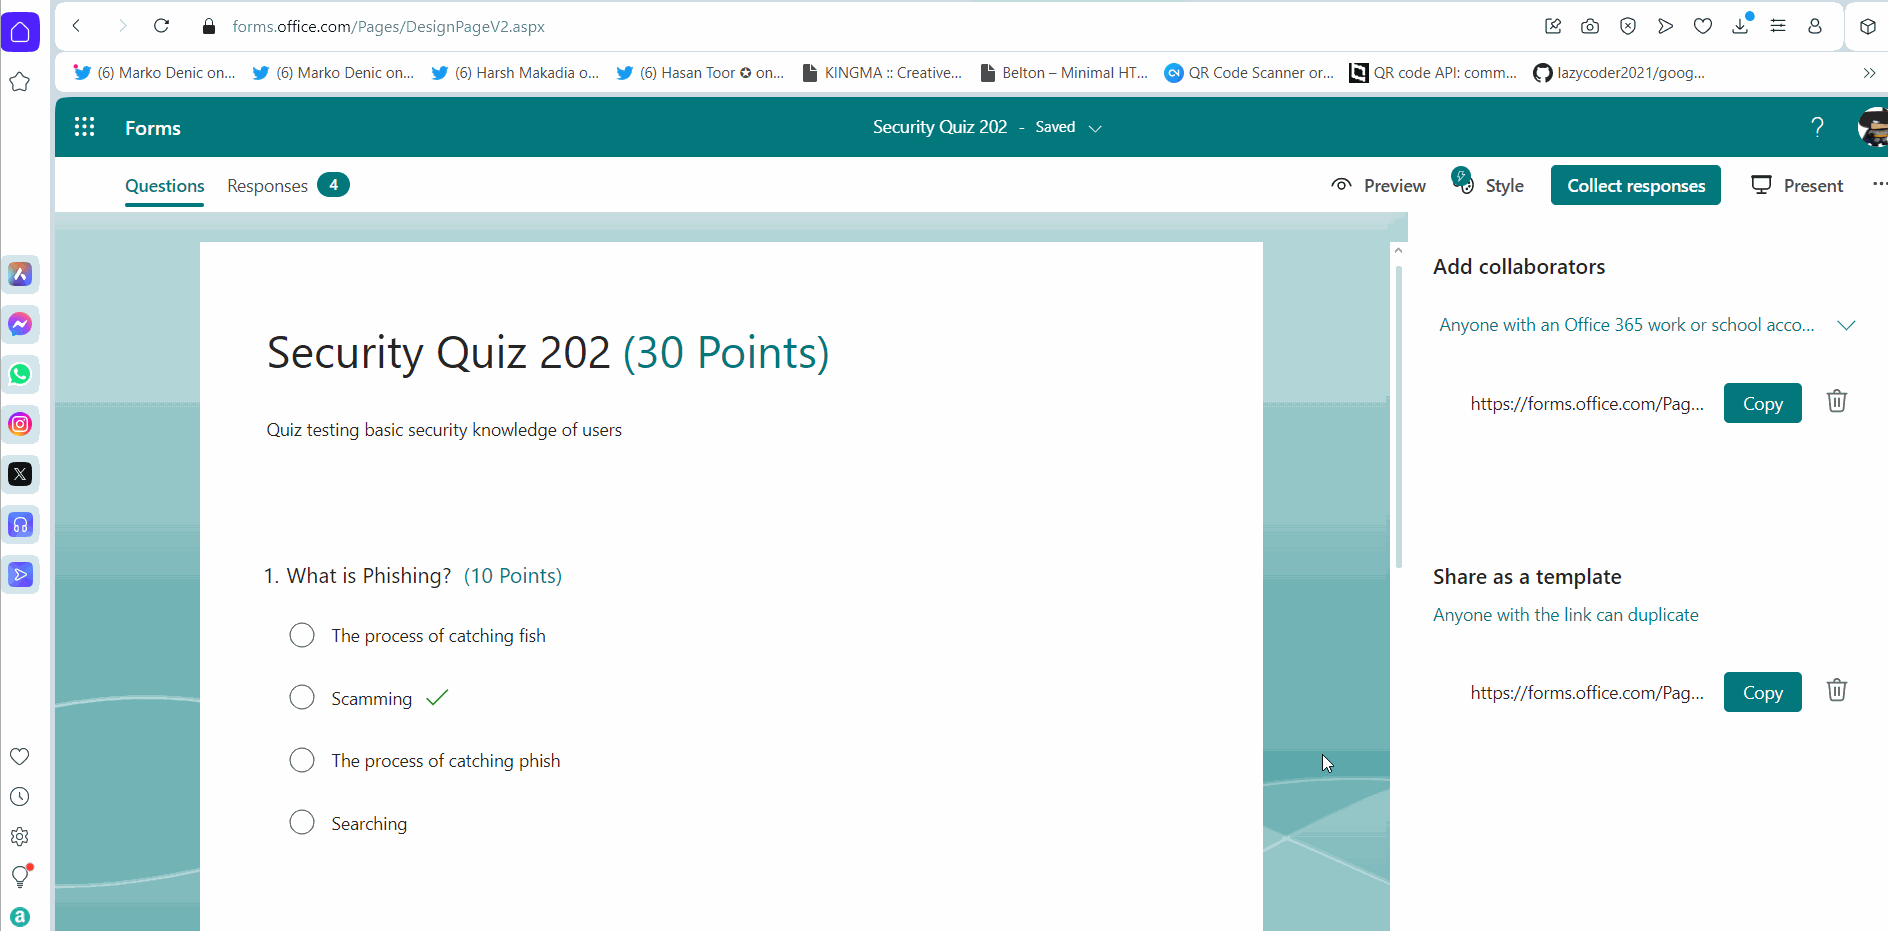 forms.office.com/Pages/DesignPageV2.aspx
(6) Marko Denic on...
(6) Marko Denic on...
(6) Harsh Makadia o...
(6) Hasan Toor ✪ on...
KINGMA :: Creative...
Belton – Minimal HT...
QR Code Scanner or...
QR code API: comm...
lazycoder2021/goog...
Forms
Security Quiz 202 - Saved
?
Questions
Responses 4
Preview
Style
Collect responses
Present
Security Quiz 202 (30 Points)
Quiz testing basic security knowledge of users
1. What is Phishing? (10 Points)
The process of catching fish
Scamming
The process of catching phish
Searching
Add collaborators
Anyone with an Office 365 work or school acco...
https://forms.office.com/Pag...
Copy
Share as a template
Anyone with the link can duplicate
https://forms.office.com/Pag...
Copy